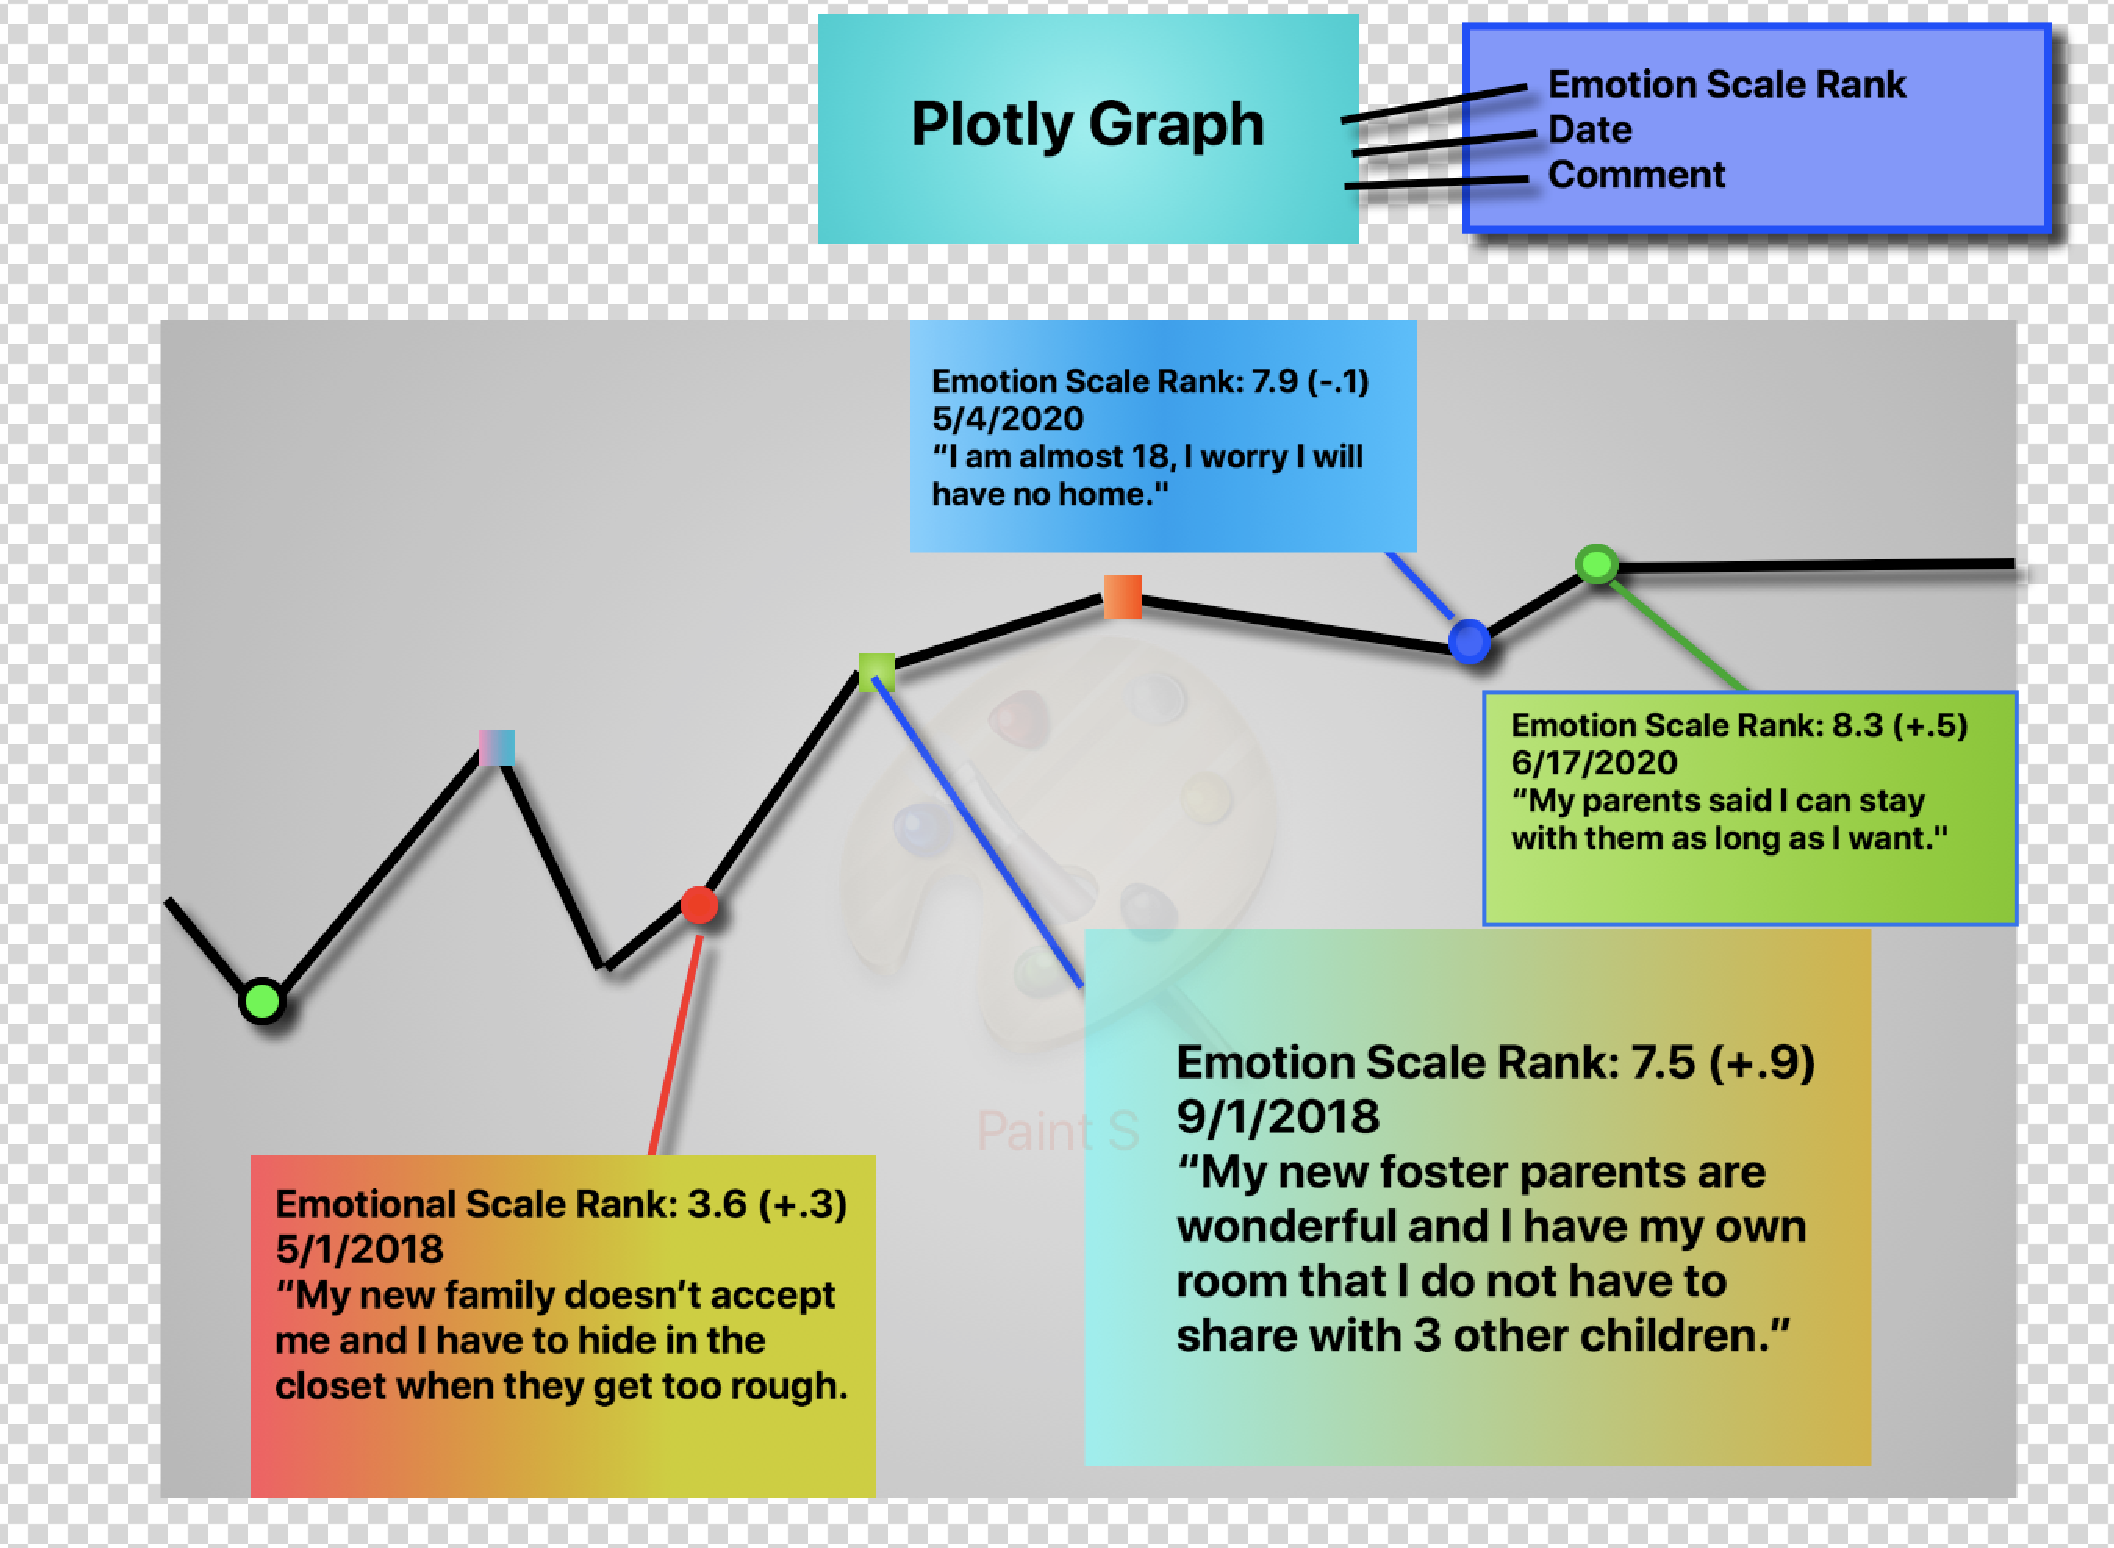 Plotly Graph
Emotion Scale Rank
Date
Comment
Emotion Scale Rank: 7.9 (-.1)
5/4/2020
“I am almost 18, I worry I will
have no home."
Emotion Scale Rank: 8.3 (+.5)
6/17/2020
“My parents said I can stay
with them as long as I want."
Emotion Scale Rank: 7.5 (+.9)
9/1/2018
“My new foster parents are
wonderful and I have my own
room that I do not have to
share with 3 other children.”
Paint S
Emotional Scale Rank: 3.6 (+.3)
5/1/2018
“My new family doesn’t accept
me and I have to hide in the
closet when they get too rough.